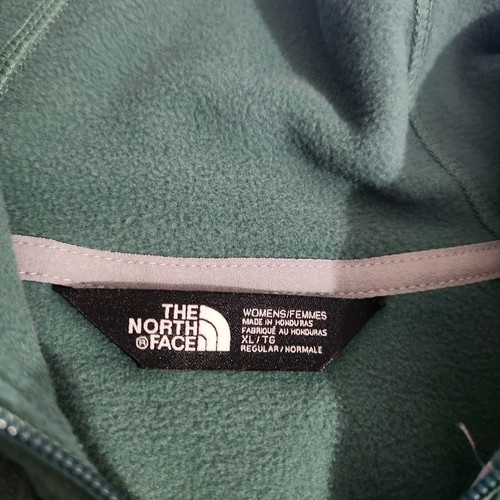 THE
NORTH
®FACE
WOMENS/FEMMES
MADE IN HONDURAS
FABRIQUÉ AU HONDURAS
XL/TG
REGULAR/NORMALE